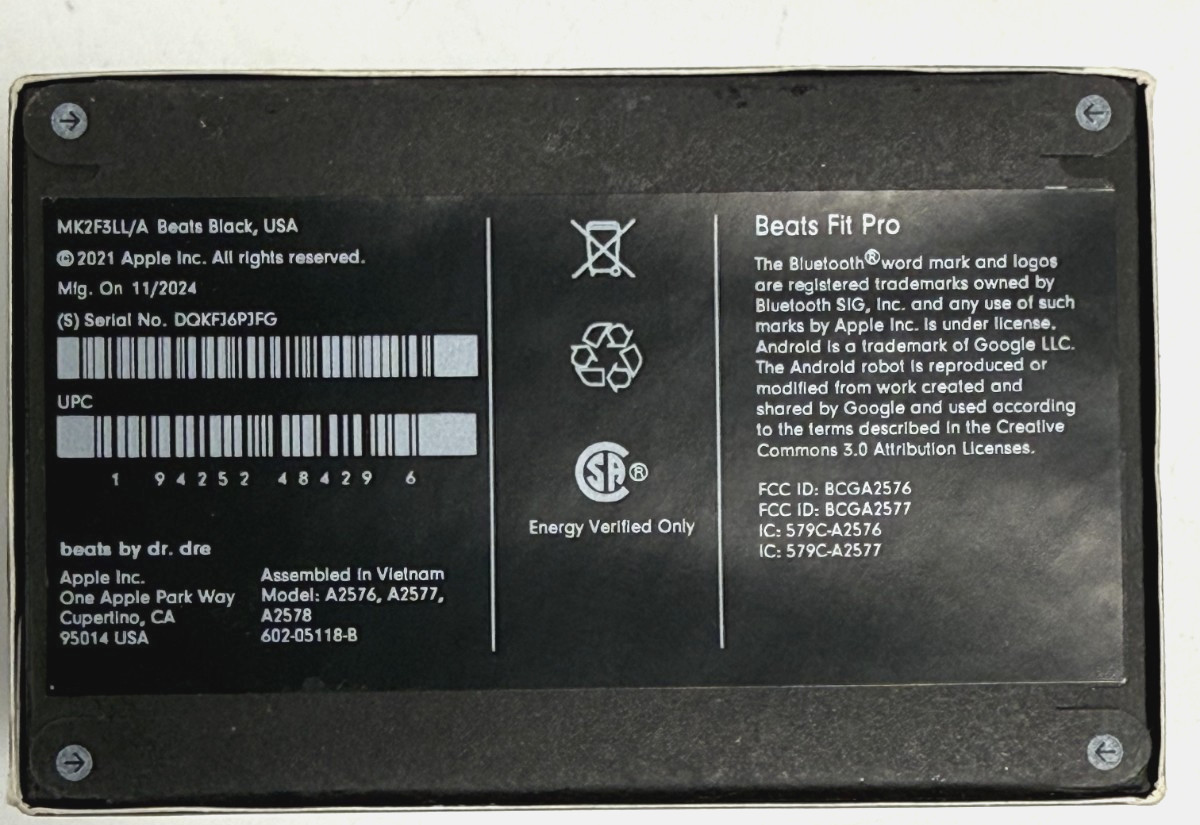 MK2F3LL/A Beats Black, USA
©2021 Apple Inc. All rights reserved.
Mfg. On 11/2024
(S) Serial No. DQKFJ6PJFG
UPC
1 94252 48429 6
beats by dr. dre
Apple Inc.
One Apple Park Way
Cupertino, CA
95014 USA
Assembled in Vietnam
Model: A2576, A2577,
A2578
602-05118-B
SA®
Energy Verified Only
Beats Fit Pro
The Bluetooth® word mark and logos
are registered trademarks owned by
Bluetooth SIG, Inc. and any use of such
marks by Apple Inc. is under license.
Android is a trademark of Google LLC.
The Android robot is reproduced or
modified from work created and
shared by Google and used according
to the terms described in the Creative
Commons 3.0 Attribution Licenses.
FCC ID: BCGA2576
FCC ID: BCGA2577
IC: 579C-A2576
IC: 579C-A2577